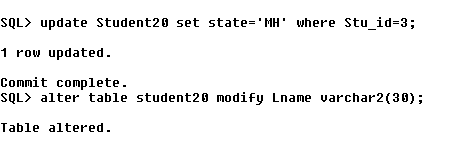 SQL> update Student20 set state='MH' where Stu_id=3;
1 row updated.
Commit complete.
SQL> alter table student20 modify Lname varchar2(30);
Table altered.